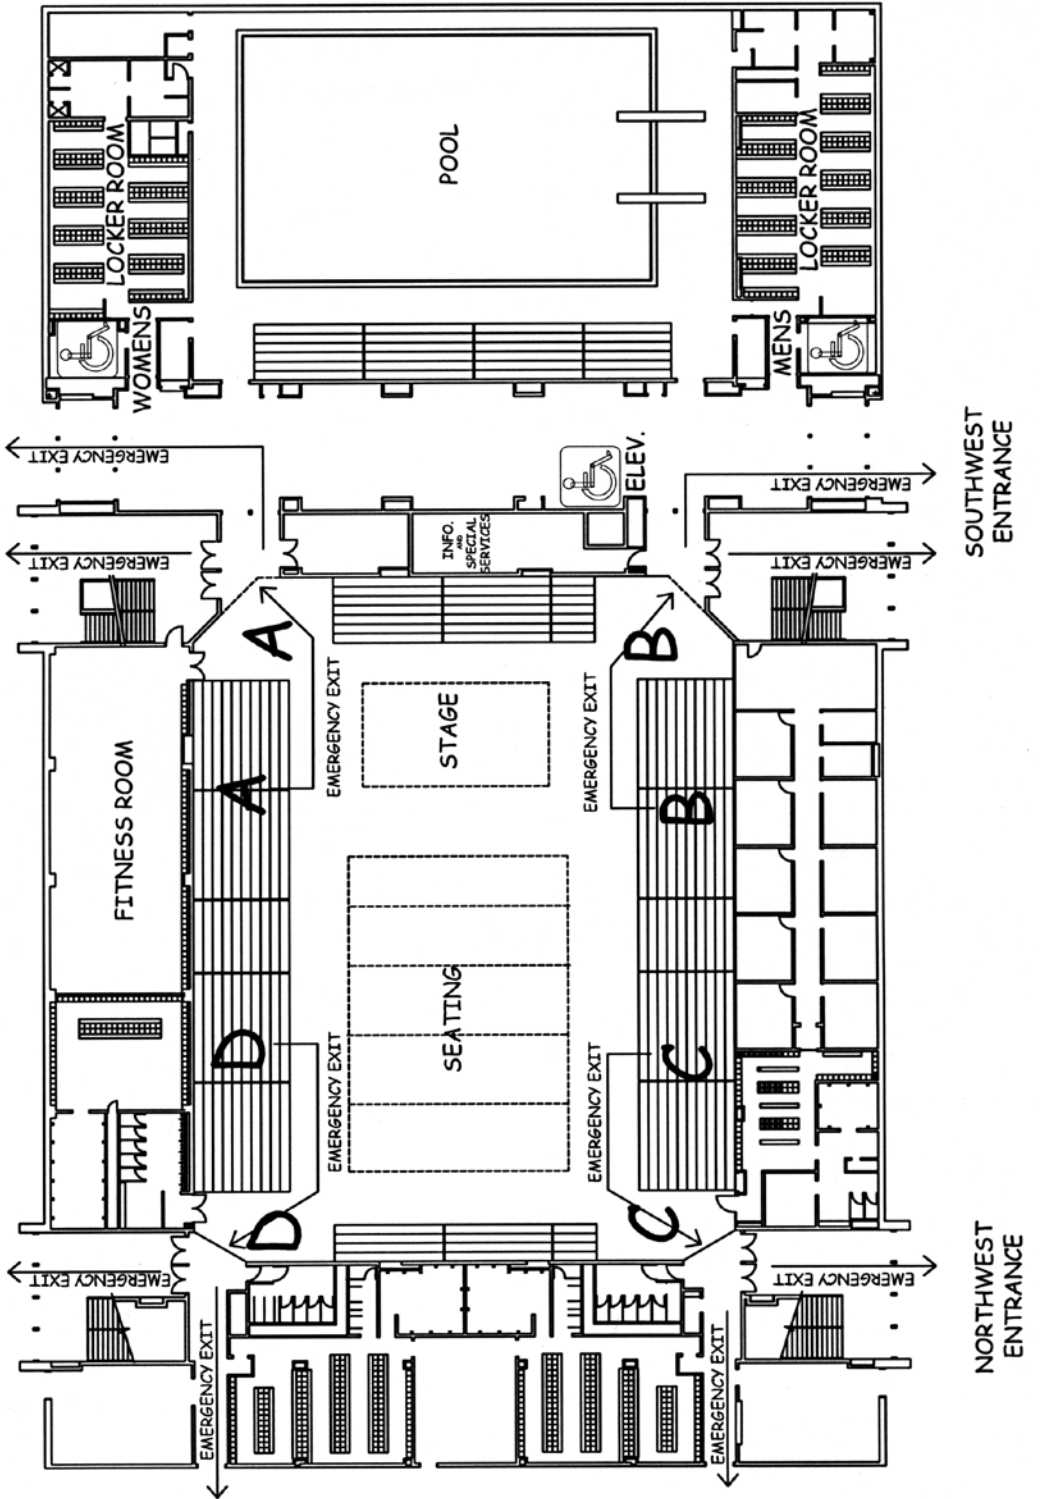 POOL
WOMENS
LOCKER ROOM
MENS
LOCKER ROOM
EMERGENCY EXIT
EMERGENCY EXIT
ELEV.
EMERGENCY EXIT
EMERGENCY EXIT
INFO.
AND
SPECIAL
SERVICES
SOUTHWEST
ENTRANCE
A
B
EMERGENCY EXIT
EMERGENCY EXIT
STAGE
FITNESS ROOM
A
B
SEATING
D
C
EMERGENCY EXIT
EMERGENCY EXIT
D
C
EMERGENCY EXIT
EMERGENCY EXIT
EMERGENCY EXIT
EMERGENCY EXIT
NORTHWEST
ENTRANCE